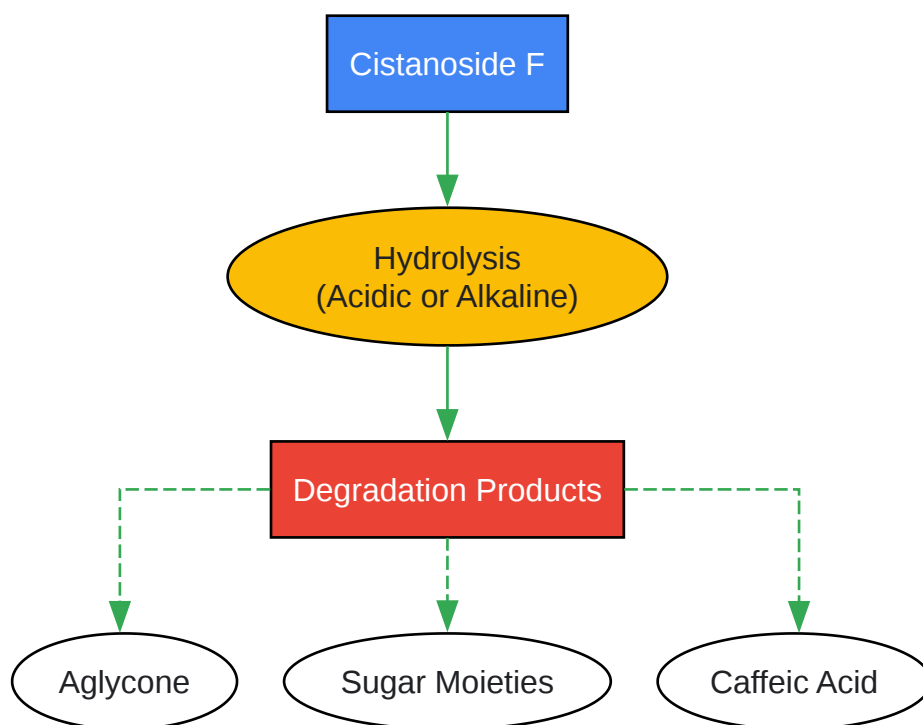 Cistanoside F
Hydrolysis
(Acidic or Alkaline)
Degradation Products
Aglycone
Sugar Moieties
Caffeic Acid